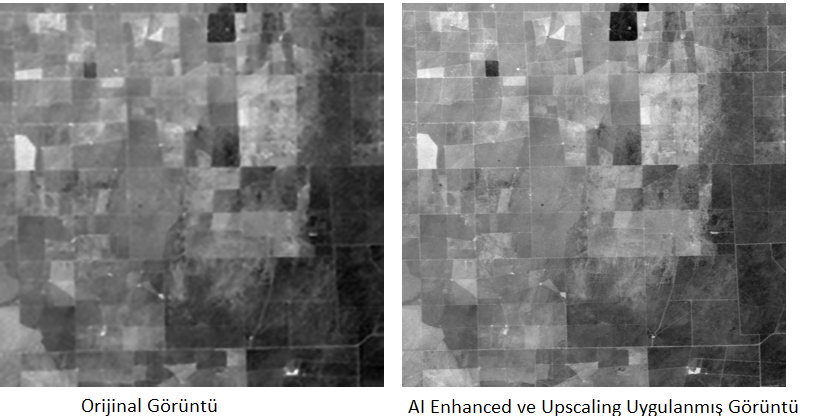 Orijinal Görüntü
AI Enhanced ve Upscaling Uygulanmış Görüntü